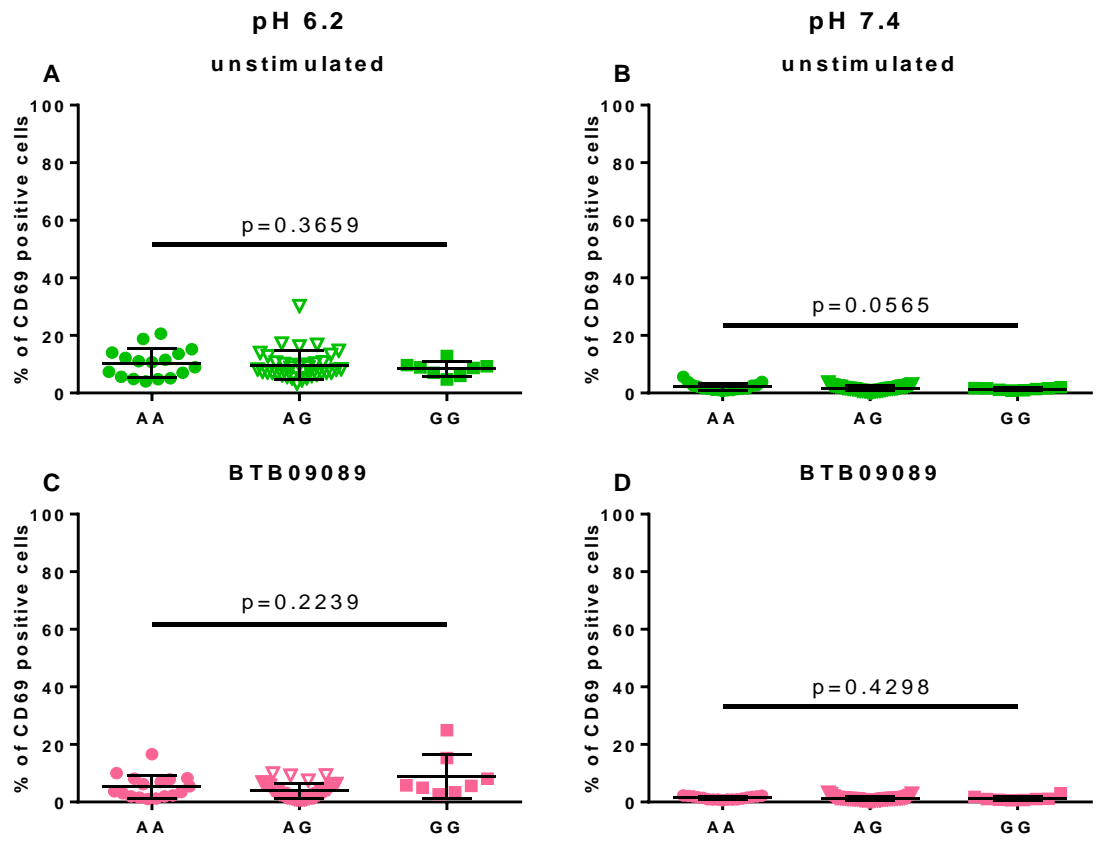 pH 6.2
pH 7.4
A
unstimulated
% of CD69 positive cells
100
80
60
40
20
0
p=0.3659
AA
AG
GG
B
unstimulated
% of CD69 positive cells
100
80
60
40
20
0
p=0.0565
AA
AG
GG
C
BTB09089
% of CD69 positive cells
100
80
60
40
20
0
p=0.2239
AA
AG
GG
D
BTB09089
% of CD69 positive cells
100
80
60
40
20
0
p=0.4298
AA
AG
GG